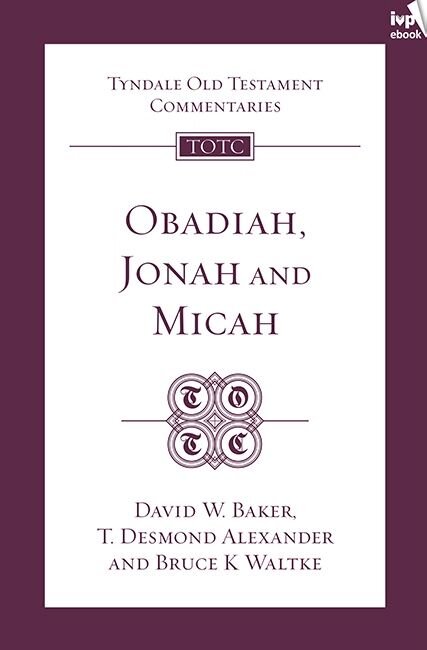 ivp
ebook
Tyndale Old Testament
Commentaries
TOTC
Obadiah,
Jonah and
Micah
T O
T C
David W. Baker,
T. Desmond Alexander
and Bruce K Waltke